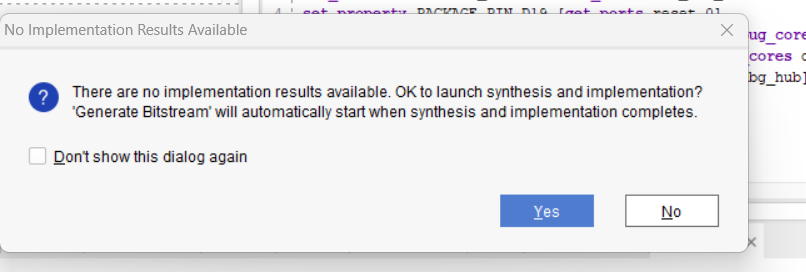 set_property PACKAGE_PIN D19 [get_ports reset_0]
No Implementation Results Available
ug_core
cores
bg_hub]
There are no implementation results available. OK to launch synthesis and implementation?
'Generate Bitstream' will automatically start when synthesis and implementation completes.
Don't show this dialog again
Yes
No